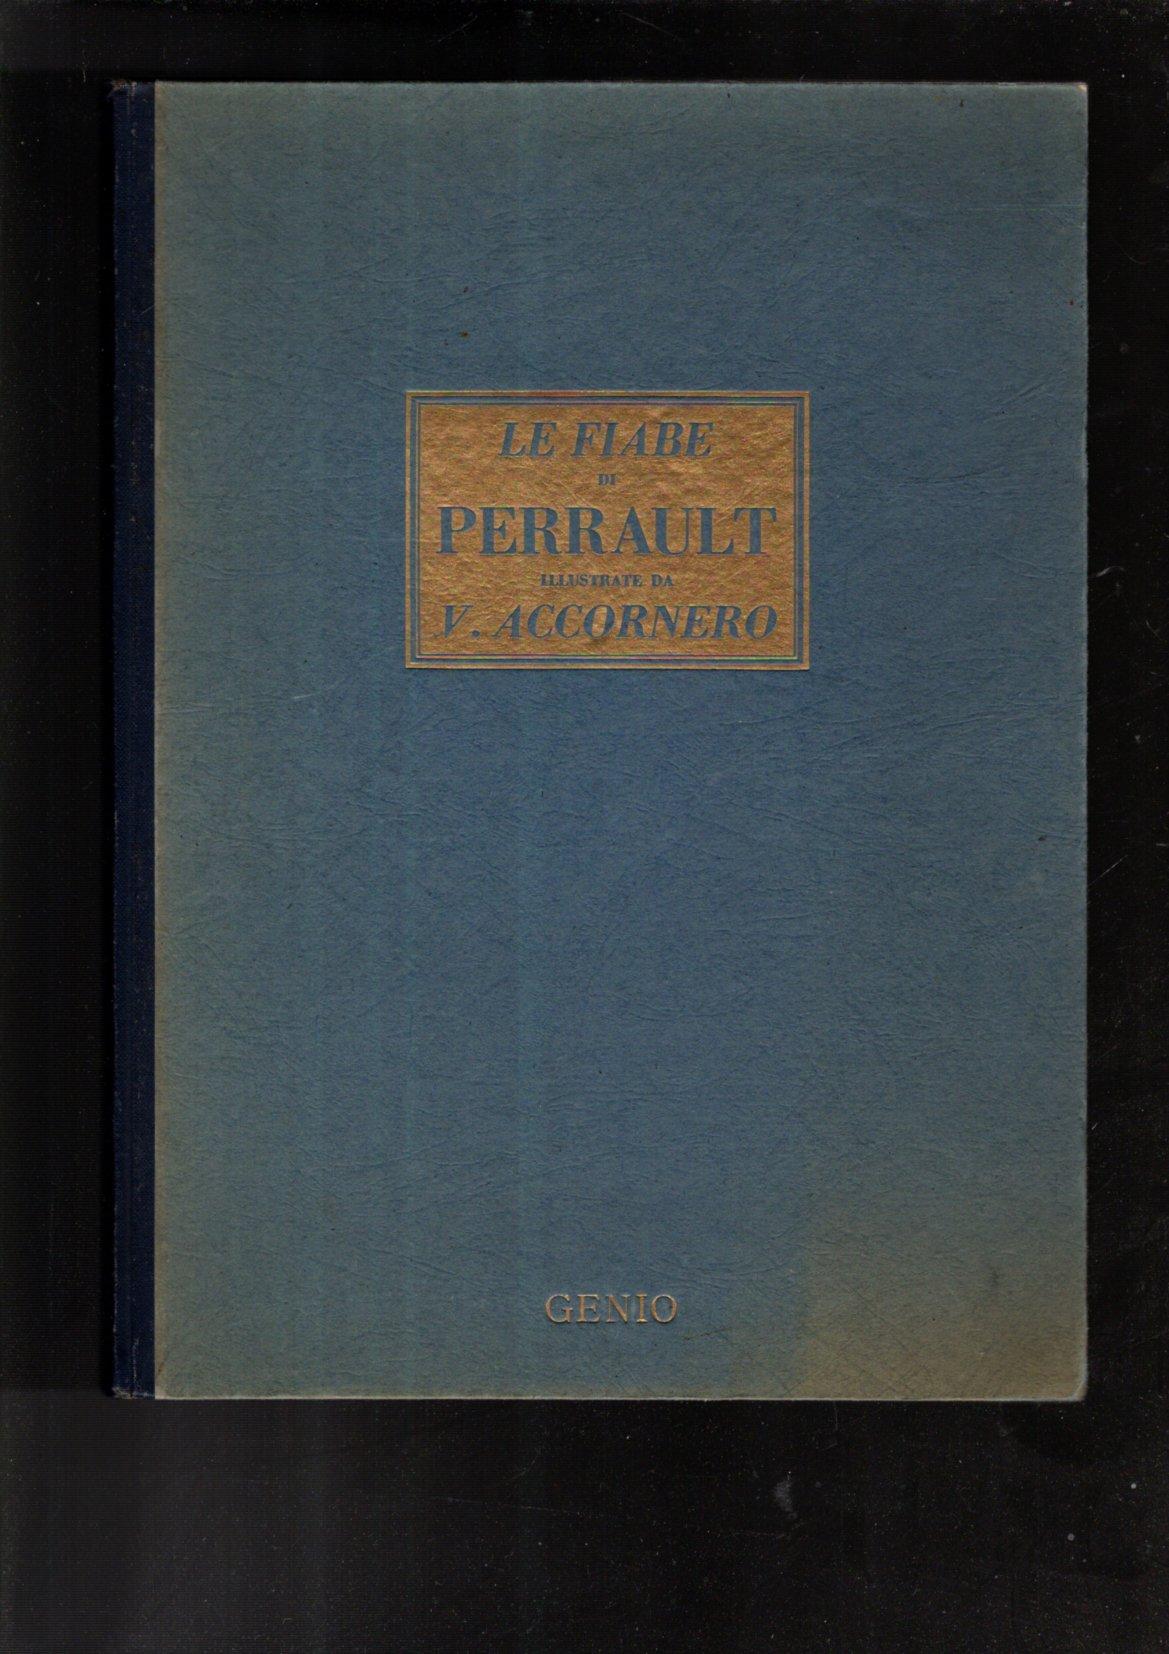 LE FIABE
DI
PERRAULT
ILLUSTRATE DA
V. ACCORNERO
GENIO